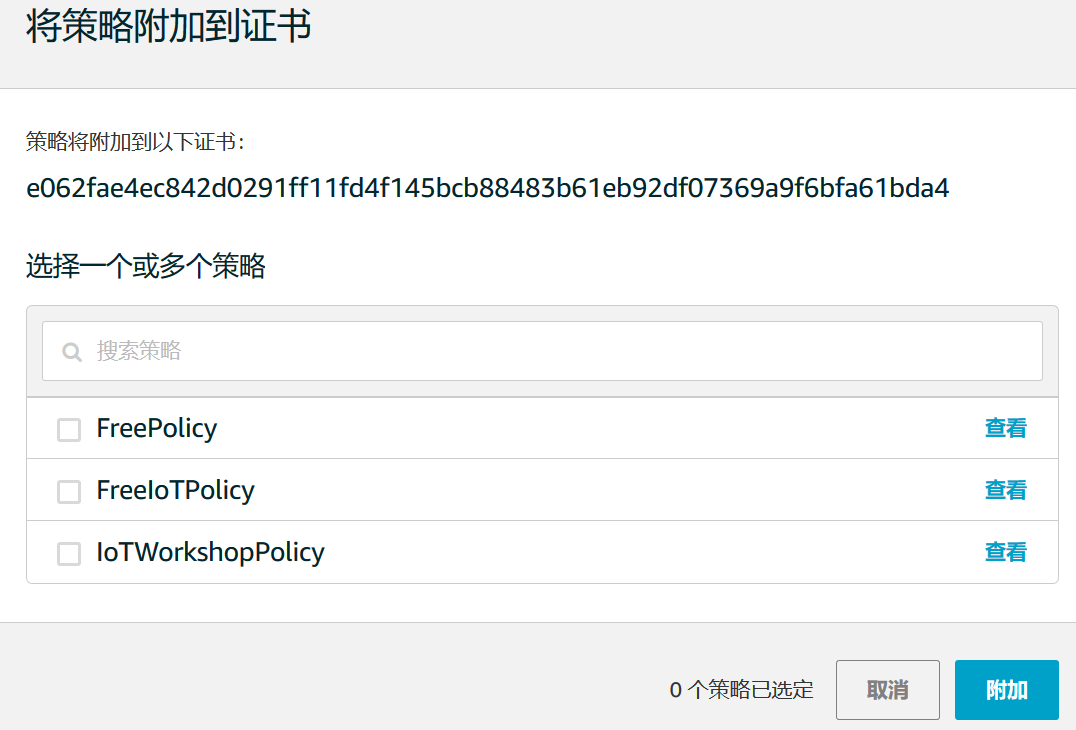 将策略附加到证书
策略将附加到以下证书：
e062fae4ec842d0291ff11fd4f145bcb88483b61eb92df07369a9f6bfa61bda4
选择一个或多个策略
搜索策略
FreePolicy 查看
FreeIoTPolicy 查看
IoTWorkshopPolicy 查看
0 个策略已选定 取消 附加